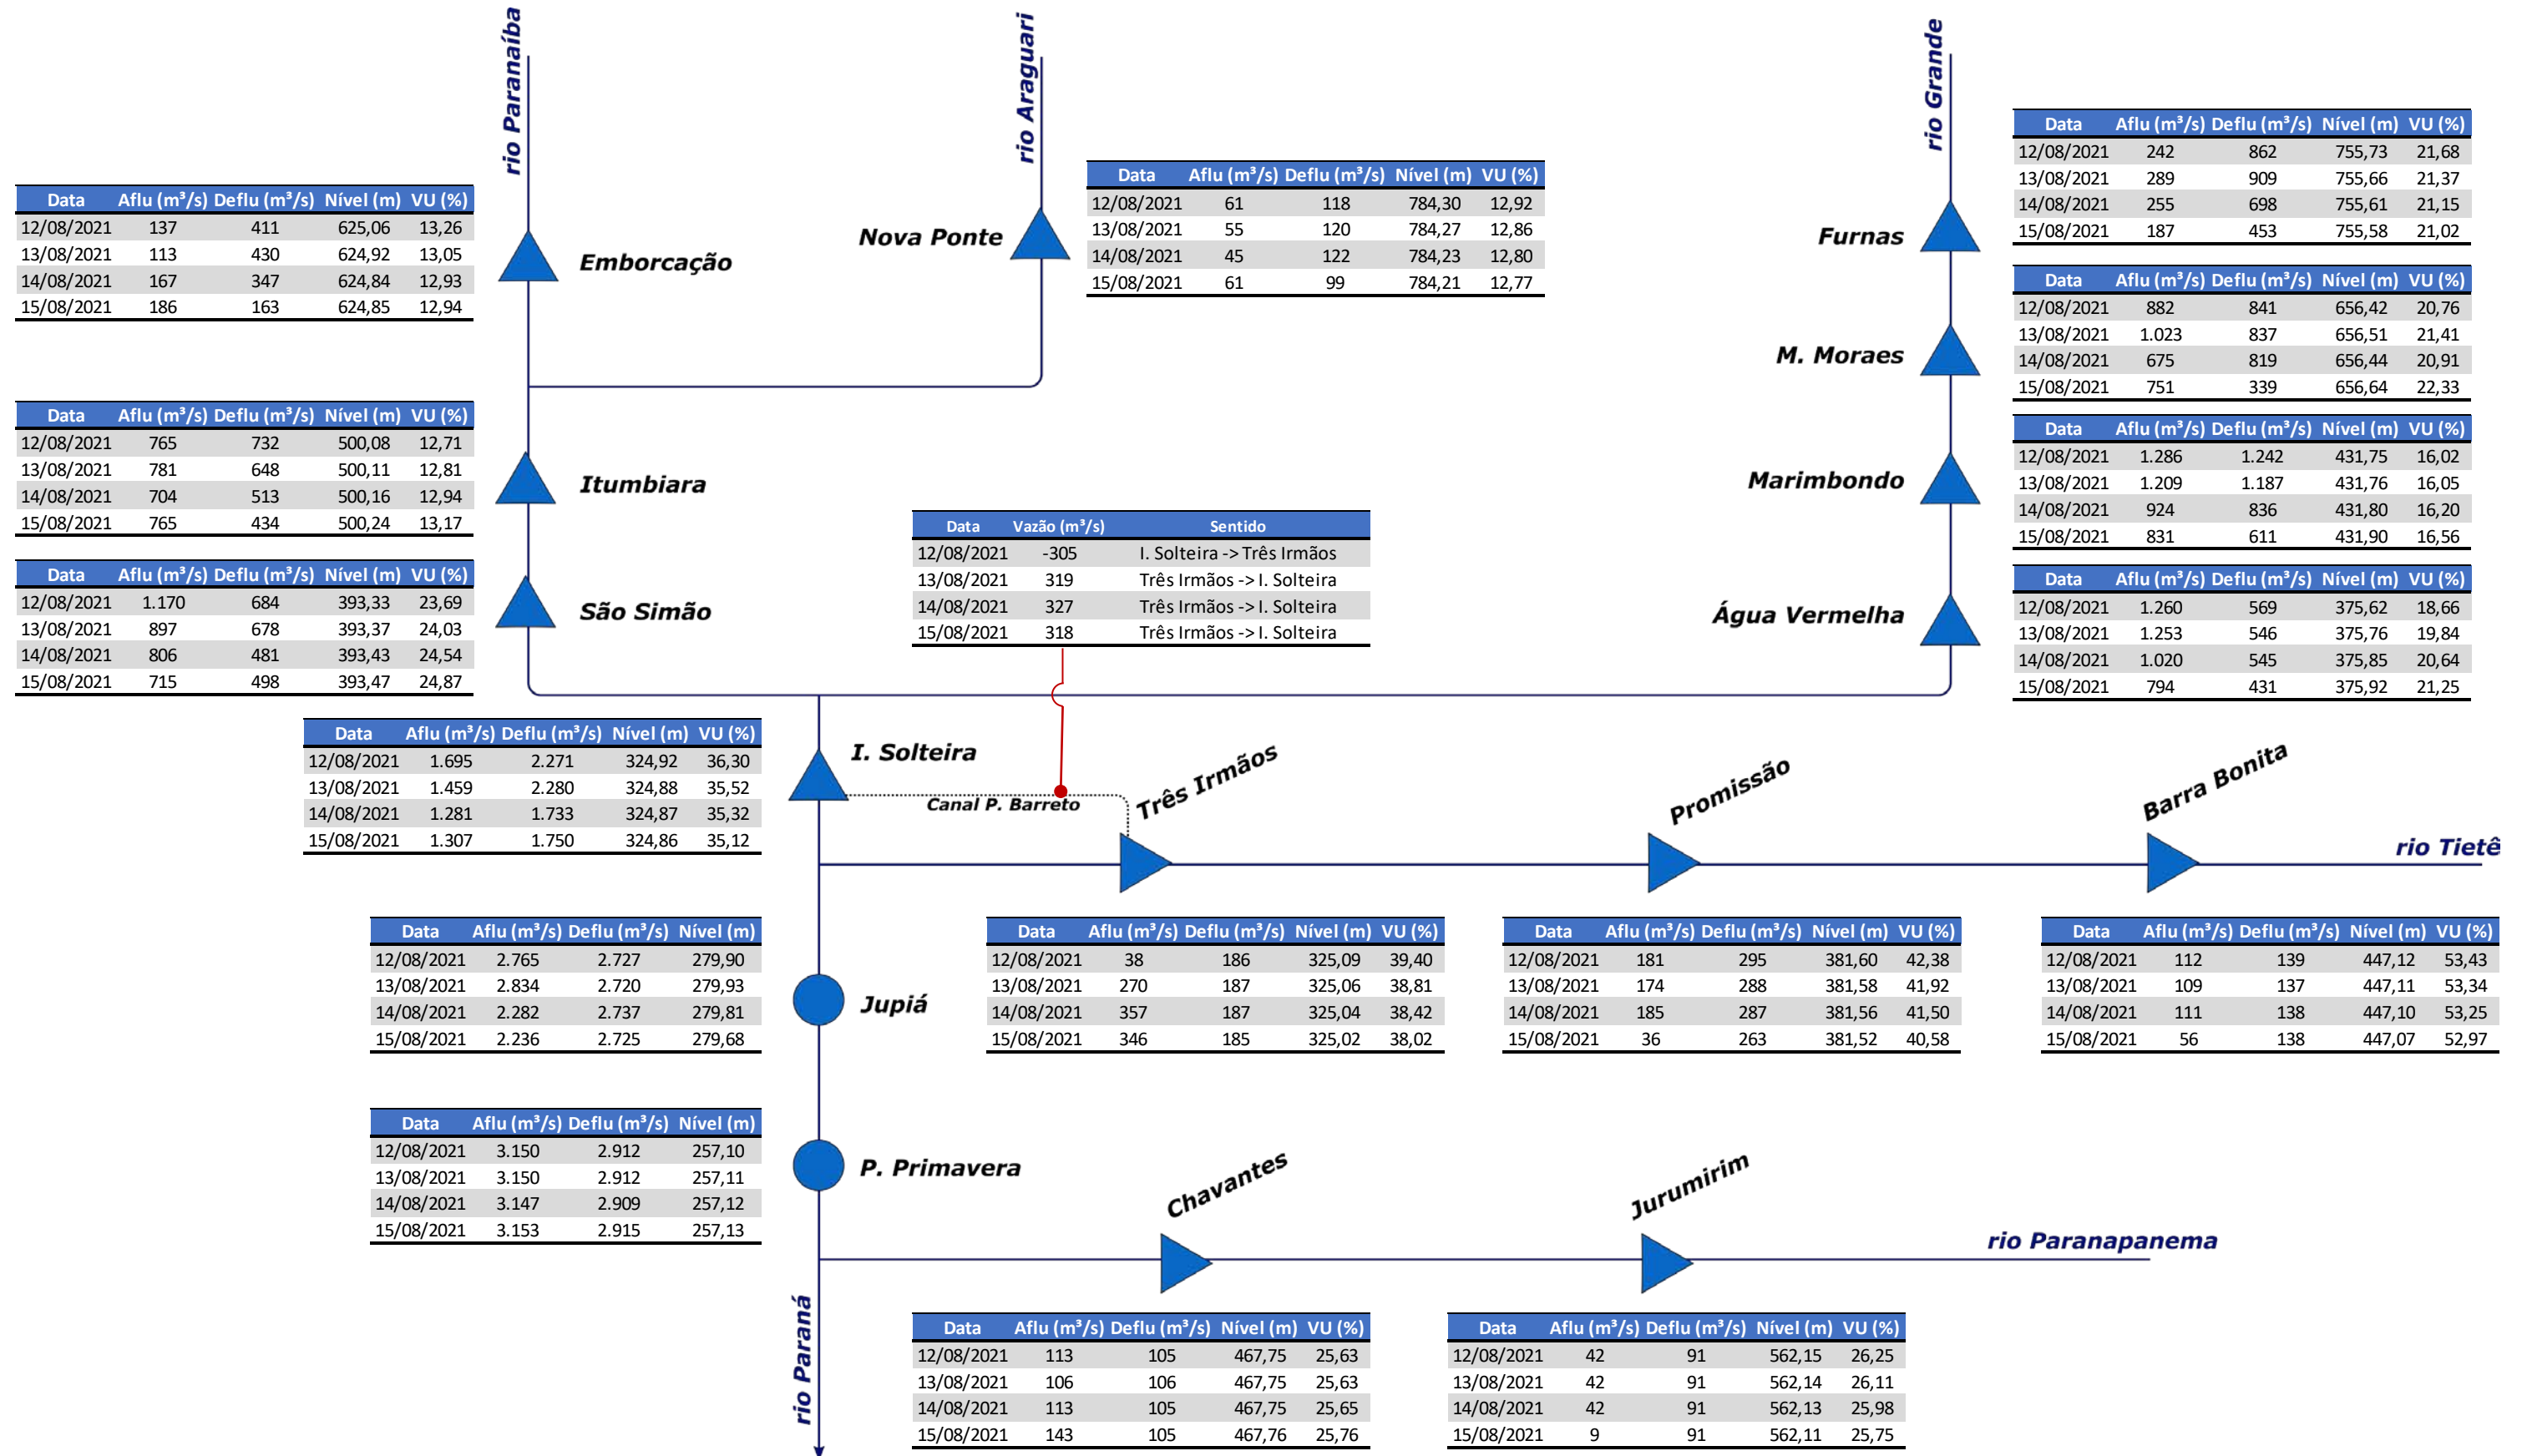 rio Paranaíba
rio Araguari
rio Grande
Data Aflu (m³/s) Deflu (m³/s) Nível (m) VU (%)
12/08/2021 137 411 625,06 13,26
13/08/2021 113 430 624,92 13,05
14/08/2021 167 347 624,84 12,93
15/08/2021 186 163 624,85 12,94
Emborcação
Nova Ponte
Data Aflu (m³/s) Deflu (m³/s) Nível (m) VU (%)
12/08/2021 61 118 784,30 12,92
13/08/2021 55 120 784,27 12,86
14/08/2021 45 122 784,23 12,80
15/08/2021 61 99 784,21 12,77
Furnas
Data Aflu (m³/s) Deflu (m³/s) Nível (m) VU (%)
12/08/2021 242 862 755,73 21,68
13/08/2021 289 909 755,66 21,37
14/08/2021 255 698 755,61 21,15
15/08/2021 187 453 755,58 21,02
M. Moraes
Data Aflu (m³/s) Deflu (m³/s) Nível (m) VU (%)
12/08/2021 882 841 656,42 20,76
13/08/2021 1.023 837 656,51 21,41
14/08/2021 675 819 656,44 20,91
15/08/2021 751 339 656,64 22,33
Data Aflu (m³/s) Deflu (m³/s) Nível (m) VU (%)
12/08/2021 765 732 500,08 12,71
13/08/2021 781 648 500,11 12,81
14/08/2021 704 513 500,16 12,94
15/08/2021 765 434 500,24 13,17
Itumbiara
Marimbondo
Data Aflu (m³/s) Deflu (m³/s) Nível (m) VU (%)
12/08/2021 1.286 1.242 431,75 16,02
13/08/2021 1.209 1.187 431,76 16,05
14/08/2021 924 836 431,80 16,20
15/08/2021 831 611 431,90 16,56
Data Aflu (m³/s) Deflu (m³/s) Nível (m) VU (%)
12/08/2021 1.170 684 393,33 23,69
13/08/2021 897 678 393,37 24,03
14/08/2021 806 481 393,43 24,54
15/08/2021 715 498 393,47 24,87
São Simão
Data Vazão (m³/s) Sentido
12/08/2021 -305 I. Solteira -> Três Irmãos
13/08/2021 319 Três Irmãos -> I. Solteira
14/08/2021 327 Três Irmãos -> I. Solteira
15/08/2021 318 Três Irmãos -> I. Solteira
Água Vermelha
Data Aflu (m³/s) Deflu (m³/s) Nível (m) VU (%)
12/08/2021 1.260 569 375,62 18,66
13/08/2021 1.253 546 375,76 19,84
14/08/2021 1.020 545 375,85 20,64
15/08/2021 794 431 375,92 21,25
Data Aflu (m³/s) Deflu (m³/s) Nível (m) VU (%)
12/08/2021 1.695 2.271 324,92 36,30
13/08/2021 1.459 2.280 324,88 35,52
14/08/2021 1.281 1.733 324,87 35,32
15/08/2021 1.307 1.750 324,86 35,12
I. Solteira
Canal P. Barreto
Três Irmãos
Promissão
Barra Bonita
rio Tietê
Data Aflu (m³/s) Deflu (m³/s) Nível (m)
12/08/2021 2.765 2.727 279,90
13/08/2021 2.834 2.720 279,93
14/08/2021 2.282 2.737 279,81
15/08/2021 2.236 2.725 279,68
Jupiá
Data Aflu (m³/s) Deflu (m³/s) Nível (m) VU (%)
12/08/2021 38 186 325,09 39,40
13/08/2021 270 187 325,06 38,81
14/08/2021 357 187 325,04 38,42
15/08/2021 346 185 325,02 38,02
Data Aflu (m³/s) Deflu (m³/s) Nível (m) VU (%)
12/08/2021 181 295 381,60 42,38
13/08/2021 174 288 381,58 41,92
14/08/2021 185 287 381,56 41,50
15/08/2021 36 263 381,52 40,58
Data Aflu (m³/s) Deflu (m³/s) Nível (m) VU (%)
12/08/2021 112 139 447,12 53,43
13/08/2021 109 137 447,11 53,34
14/08/2021 111 138 447,10 53,25
15/08/2021 56 138 447,07 52,97
Data Aflu (m³/s) Deflu (m³/s) Nível (m)
12/08/2021 3.150 2.912 257,10
13/08/2021 3.150 2.912 257,11
14/08/2021 3.147 2.909 257,12
15/08/2021 3.153 2.915 257,13
P. Primavera
Chavantes
Jurumirim
rio Paranapanema
rio Paraná
Data Aflu (m³/s) Deflu (m³/s) Nível (m) VU (%)
12/08/2021 113 105 467,75 25,63
13/08/2021 106 106 467,75 25,63
14/08/2021 113 105 467,75 25,65
15/08/2021 143 105 467,76 25,76
Data Aflu (m³/s) Deflu (m³/s) Nível (m) VU (%)
12/08/2021 42 91 562,15 26,25
13/08/2021 42 91 562,14 26,11
14/08/2021 42 91 562,13 25,98
15/08/2021 9 91 562,11 25,75